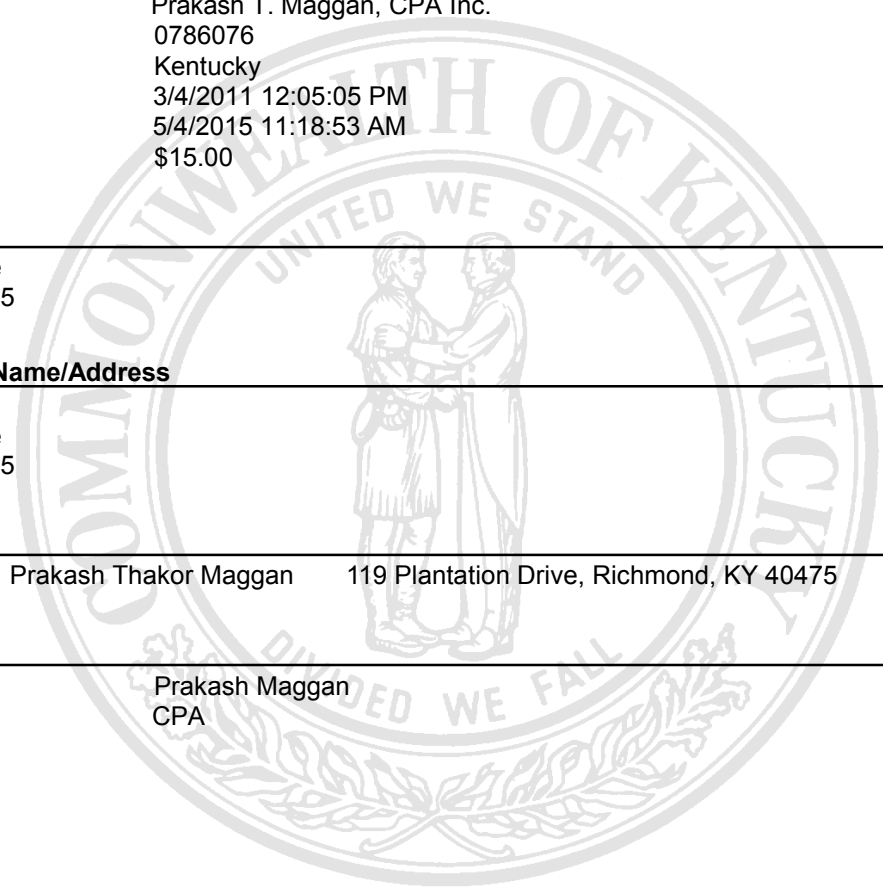 Prakash T. Maggan, CPA Inc.
0786076
Kentucky
3/4/2011 12:05:05 PM
5/4/2015 11:18:53 AM
$15.00
COMMONWEALTH OF KENTUCKY
UNITED WE STAND
e
5
Name/Address
e
5
Prakash Thakor Maggan 119 Plantation Drive, Richmond, KY 40475
DIVIDED WE FALL
Prakash Maggan
CPA